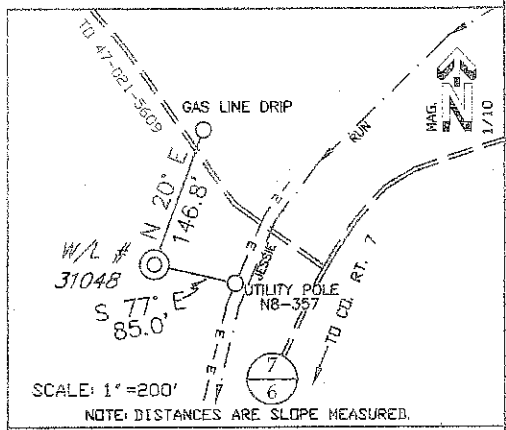 TO 47-021-5609
GAS LINE DRIP
RUN
MAG.
N
1/10
N 20° E
146.8'
W/L #
31048
JESSIE
S 77° E
85.0'
UTILITY POLE
N8-357
E
E
E
E
E
TO CO. RT. 7
7
6
SCALE: 1"=200'
NOTE: DISTANCES ARE SLOPE MEASURED.